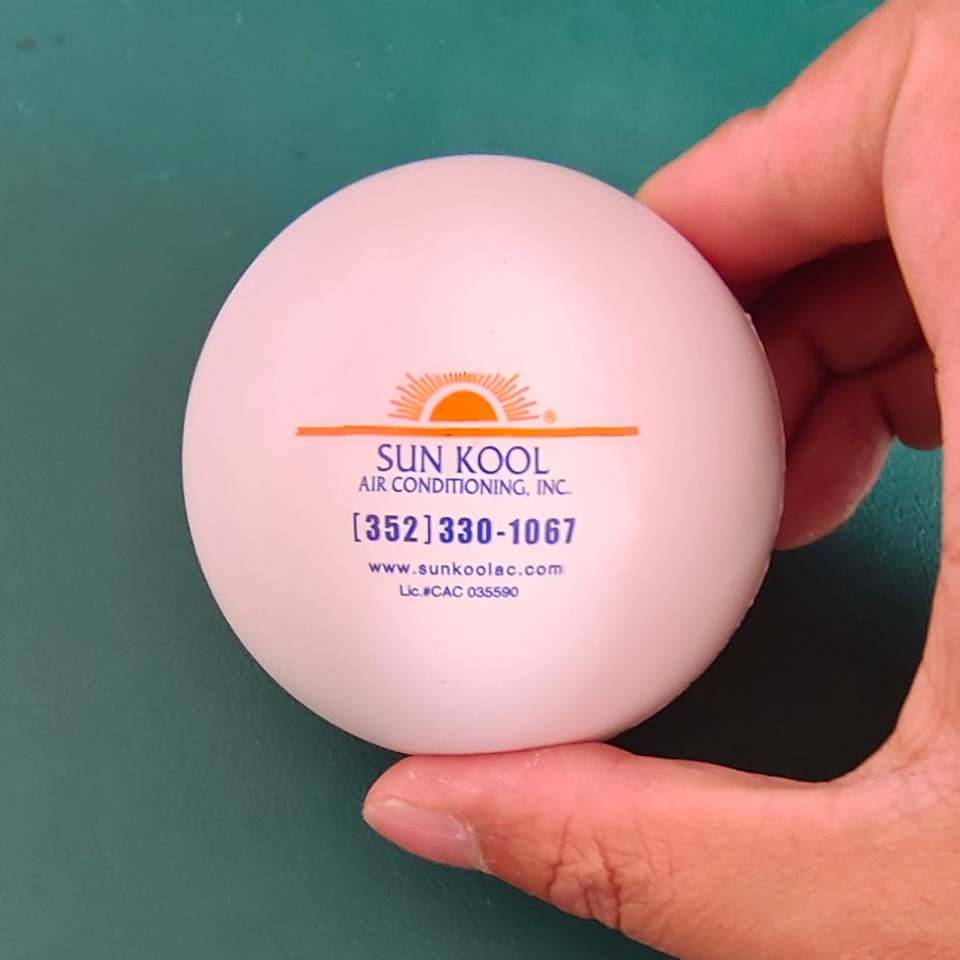 ®
SUN KOOL
AIR CONDITIONING, INC.
[352]330-1067
www.sunkoolac.com
Lic.#CAC 035590